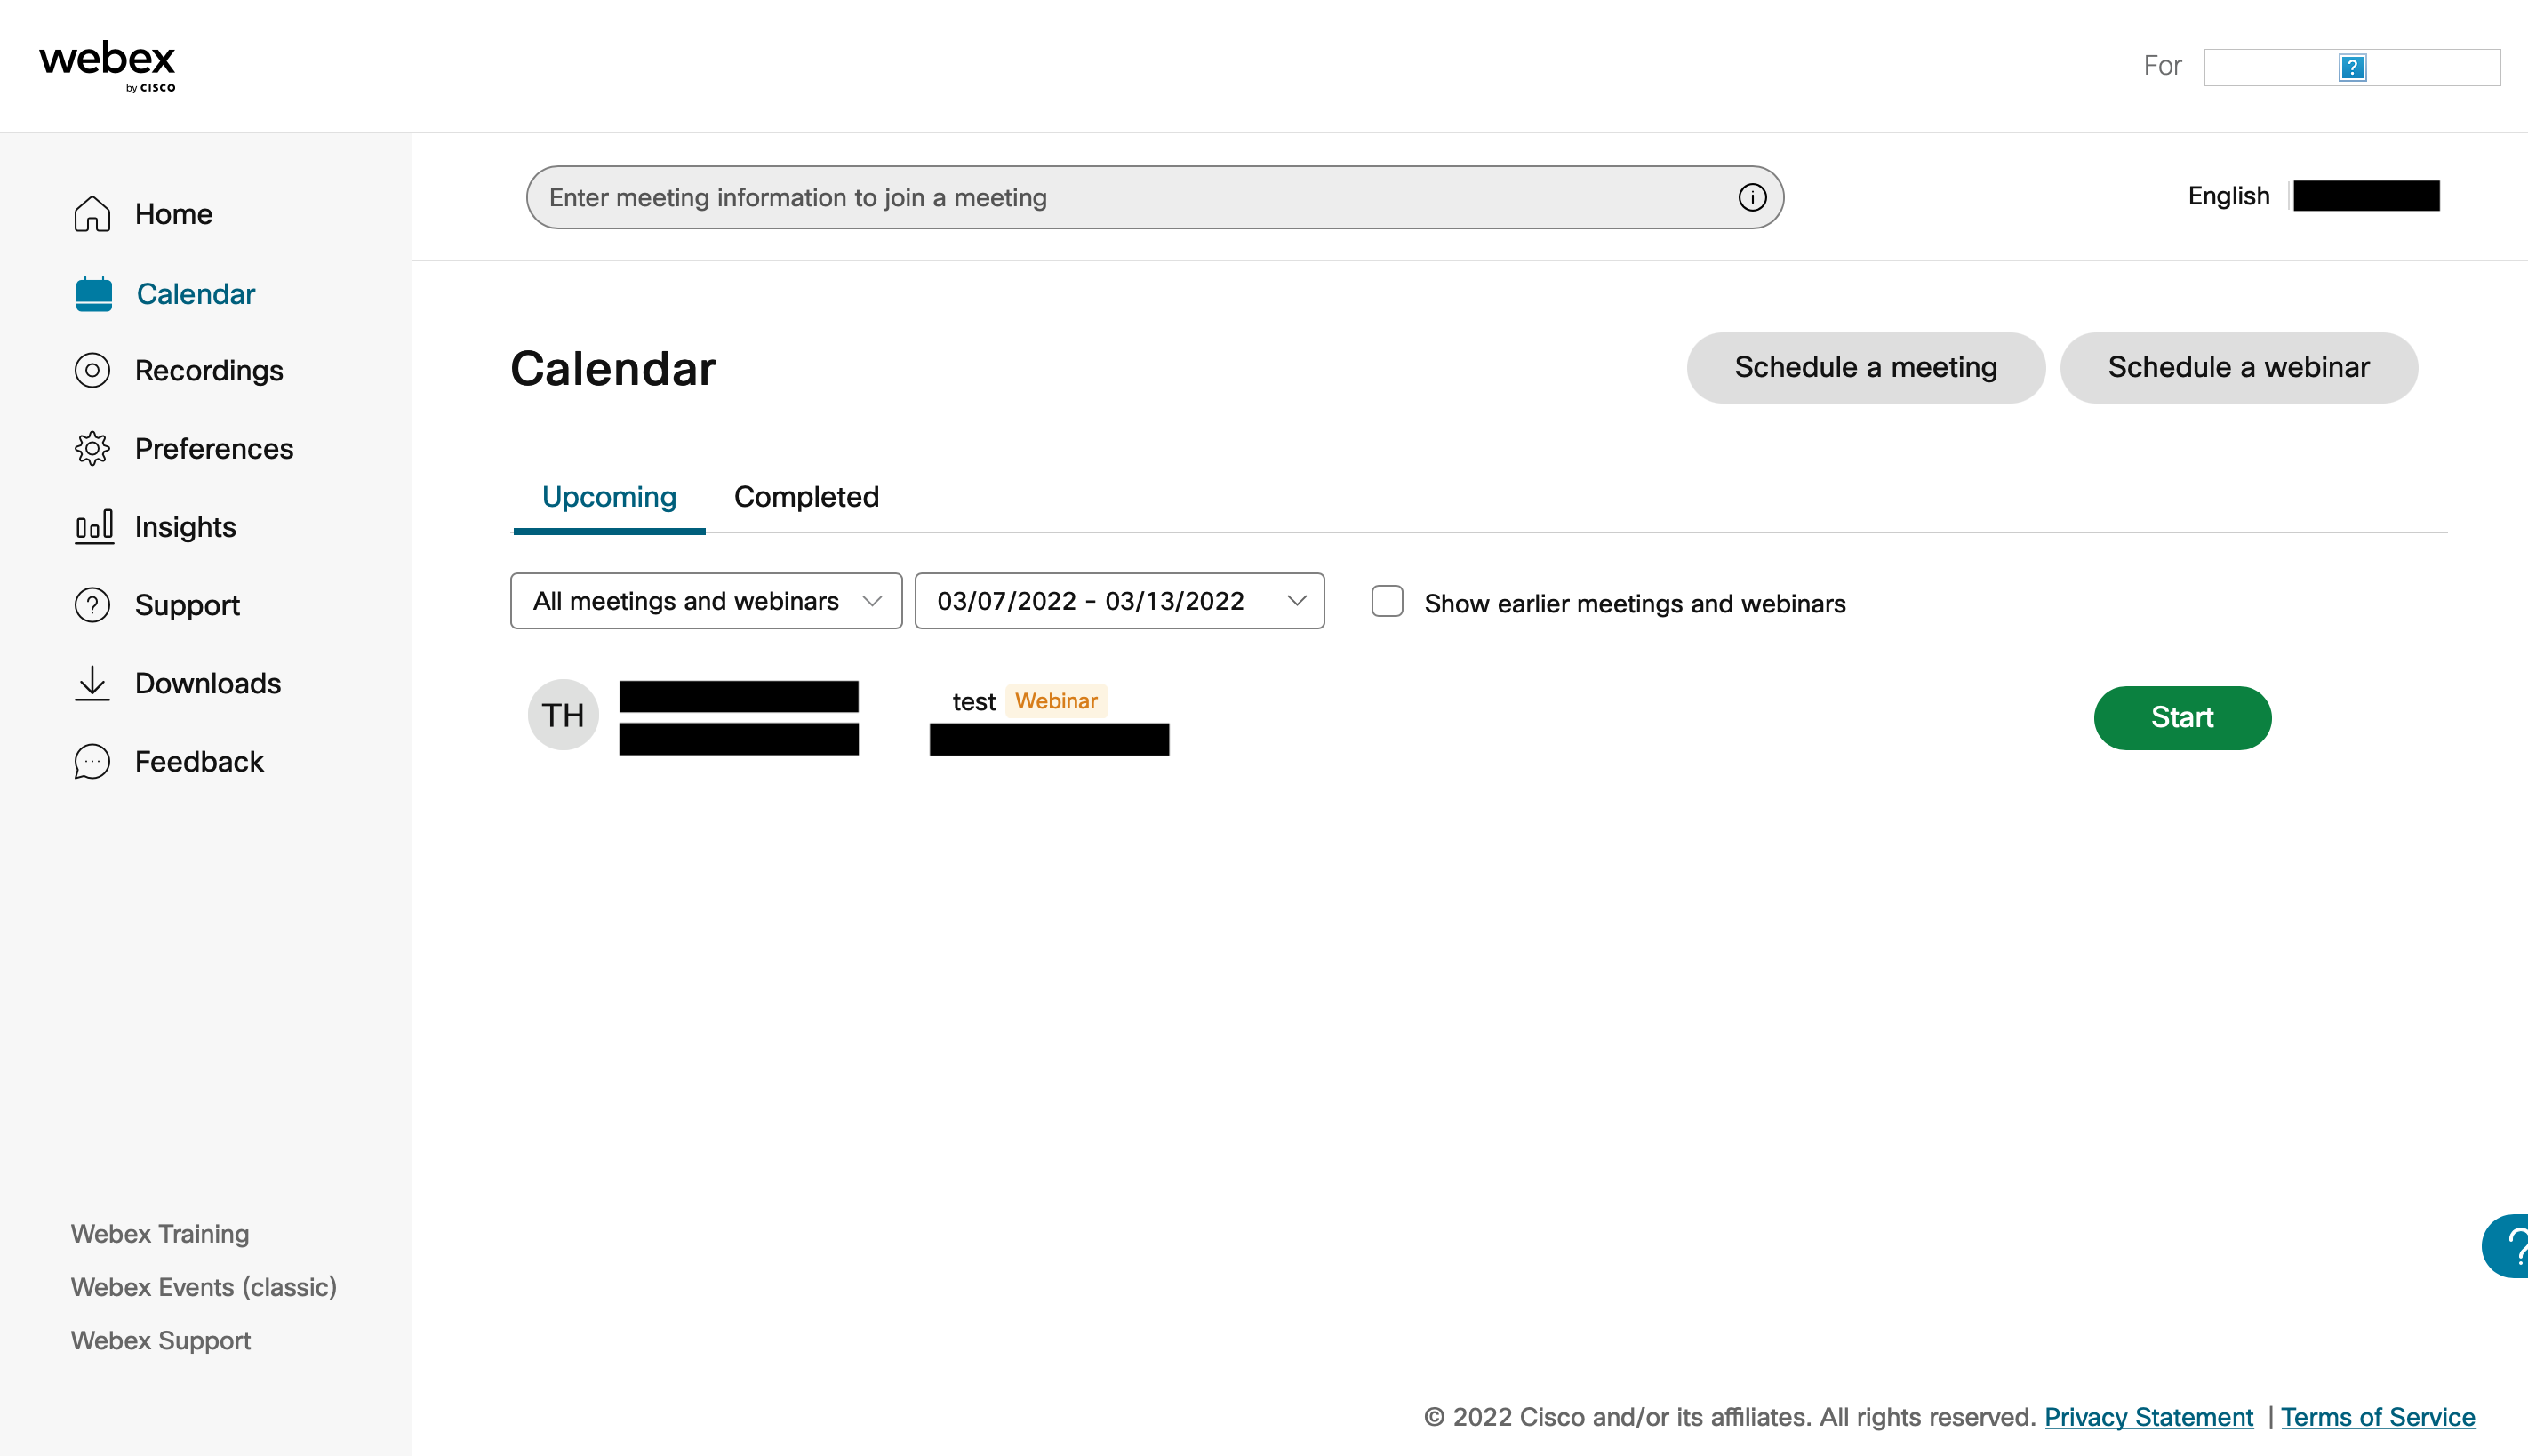 webex
by CISCO
For
Home
Calendar
Recordings
Preferences
Insights
Support
Downloads
Feedback
Webex Training
Webex Events (classic)
Webex Support
Enter meeting information to join a meeting
English
Calendar
Schedule a meeting
Schedule a webinar
Upcoming
Completed
All meetings and webinars
03/07/2022 - 03/13/2022
Show earlier meetings and webinars
TH
test Webinar
Start
?
© 2022 Cisco and/or its affiliates. All rights reserved. Privacy Statement | Terms of Service